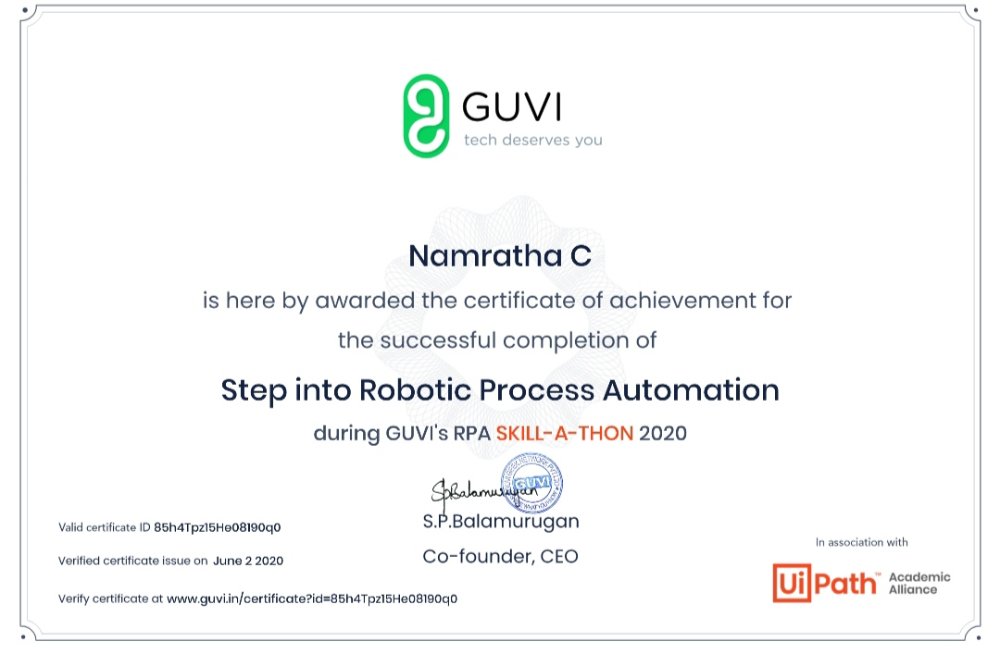 GUVI
tech deserves you
Namratha C
is here by awarded the certificate of achievement for
the successful completion of
Step into Robotic Process Automation
during GUVI's RPA SKILL-A-THON 2020
SpBalamurugan
GUVI
S.P.Balamurugan
Co-founder, CEO
Valid certificate ID 85h4Tpz15He08190q0
Verified certificate issue on June 2 2020
Verify certificate at www.guvi.in/certificate?id=85h4Tpz15He08190q0
In association with
UiPath™ Academic
Alliance